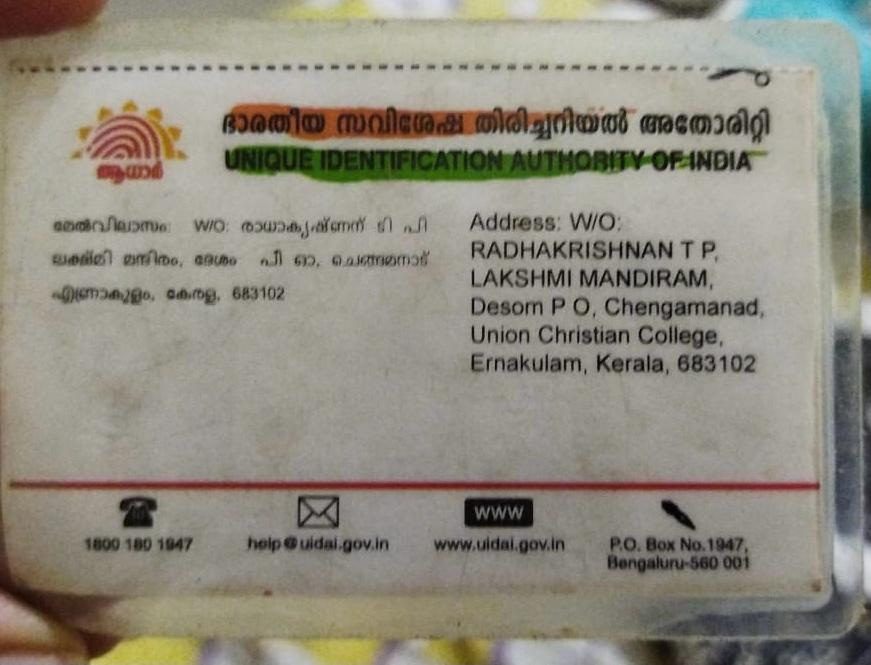 ആധാർ
ഭാരതീയ സവിശേഷ തിരിച്ചറിയൽ അതോറിറ്റി
UNIQUE IDENTIFICATION AUTHORITY OF INDIA
മേൽവിലാസം: W/O: രാധാകൃഷ്ണൻ ടി പി
ലക്ഷ്മി മന്ദിരം, ദേശം പീ ഓ, ചെങ്ങമനാട്
എറണാകുളം, കേരള, 683102
Address: W/O:
RADHAKRISHNAN T P,
LAKSHMI MANDIRAM,
Desom P O, Chengamanad,
Union Christian College,
Ernakulam, Kerala, 683102
1800 180 1947
help@uidai.gov.in
WWW
www.uidai.gov.in
P.O. Box No.1947,
Bengaluru-560 001